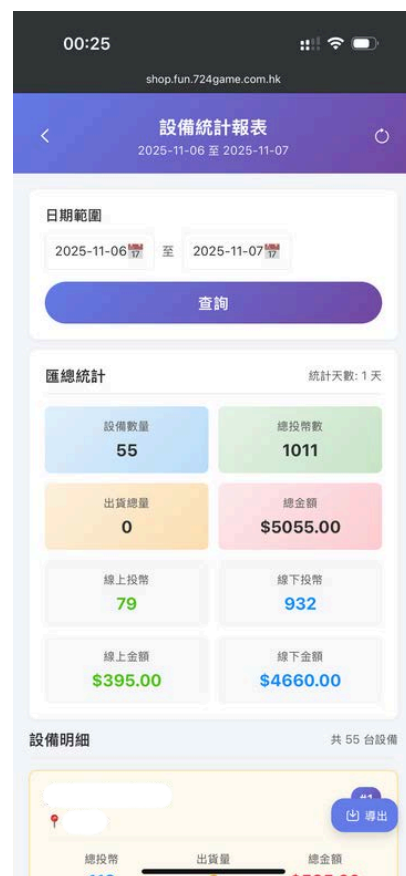 00:25
shop.fun.724game.com.hk
設備統計報表
2025-11-06 至 2025-11-07
日期範圍
2025-11-06 至 2025-11-07
查詢
匯總統計 統計天數: 1 天
設備數量 總投幣數
55 1011
出貨總量 總金額
0 $5055.00
線上投幣 線下投幣
79 932
線上金額 線下金額
$395.00 $4660.00
設備明細 共 55 台設備
導出
總投幣 出貨量 總金額